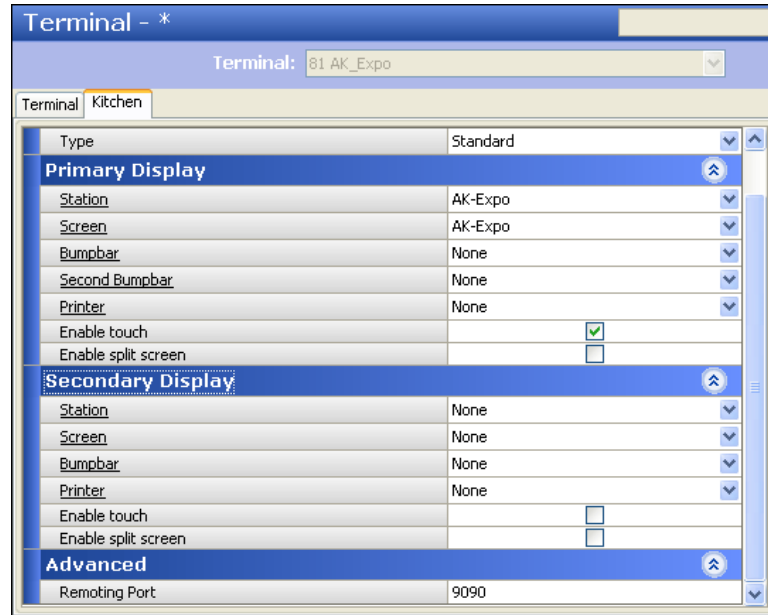 Terminal - *
Terminal: 81 AK_Expo
Terminal Kitchen
Type Standard
Primary Display
Station AK-Expo
Screen AK-Expo
Bumpbar None
Second Bumpbar None
Printer None
Enable touch
Enable split screen
Secondary Display
Station None
Screen None
Bumpbar None
Printer None
Enable touch
Enable split screen
Advanced
Remoting Port 9090